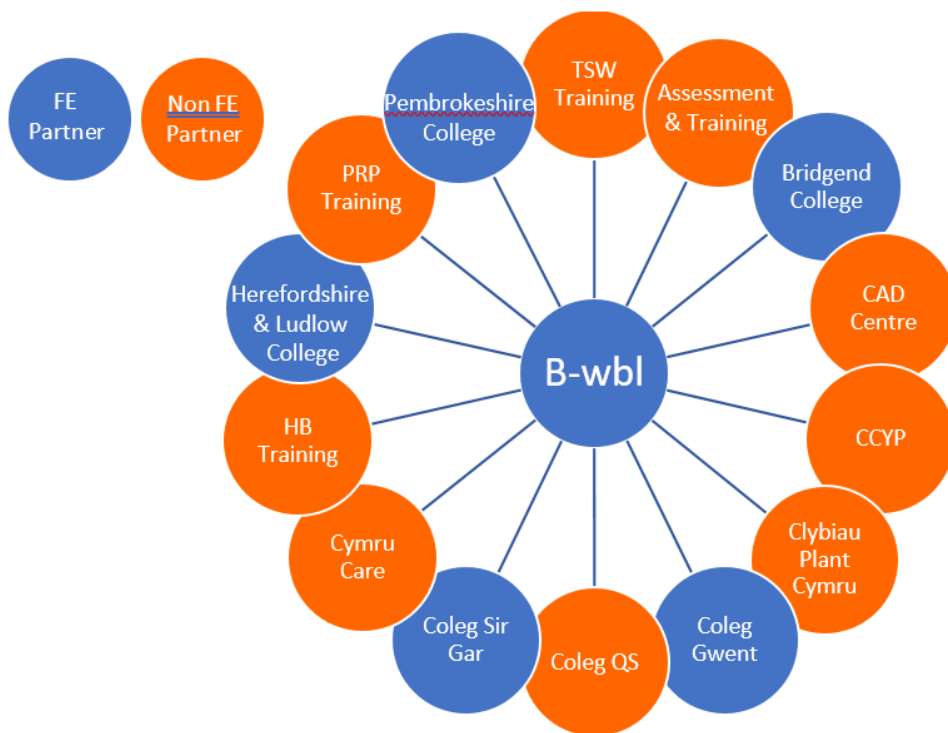 FE
Partner
Non FE
Partner
TSW
Training
Assessment
& Training
Bridgend
College
CAD
Centre
CCYP
Clybiau
Plant
Cymru
Coleg
Gwent
Coleg QS
Coleg Sir
Gar
Cymru
Care
HB
Training
Herefordshire
& Ludlow
College
PRP
Training
Pembrokeshire
College
B-wbl